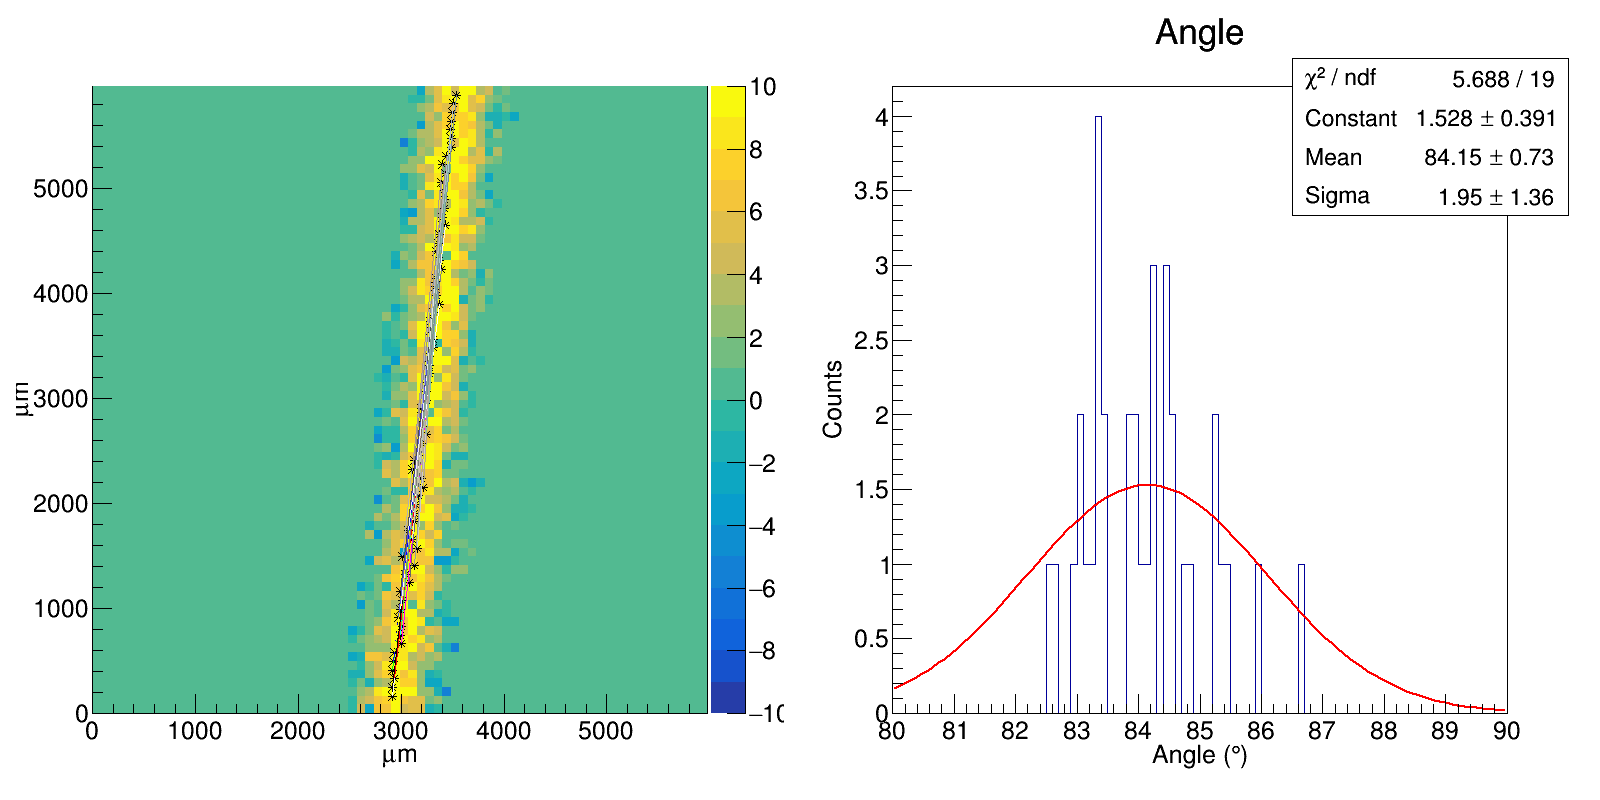 Angle
χ² / ndf 5.688 / 19
Constant 1.528 ± 0.391
Mean 84.15 ± 0.73
Sigma 1.95 ± 1.36
10
8
6
4
2
0
−2
−4
−6
−8
−10
5000
4000
3000
2000
1000
0
μm
0 1000 2000 3000 4000 5000
μm
4
3.5
3
2.5
2
1.5
1
0.5
0
Counts
80 81 82 83 84 85 86 87 88 89 90
Angle (°)